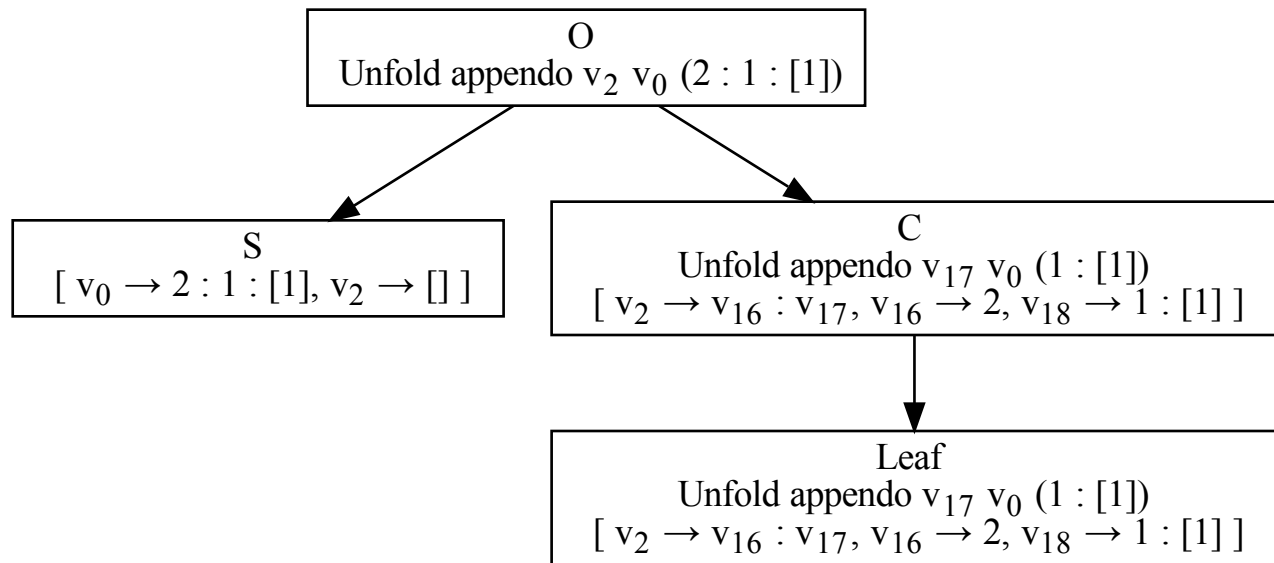 O
Unfold appendo v₂ v₀ (2 : 1 : [1])
S
[ v₀ → 2 : 1 : [1], v₂ → [] ]
C
Unfold appendo v₁₇ v₀ (1 : [1])
[ v₂ → v₁₆ : v₁₇, v₁₆ → 2, v₁₈ → 1 : [1] ]
Leaf
Unfold appendo v₁₇ v₀ (1 : [1])
[ v₂ → v₁₆ : v₁₇, v₁₆ → 2, v₁₈ → 1 : [1] ]